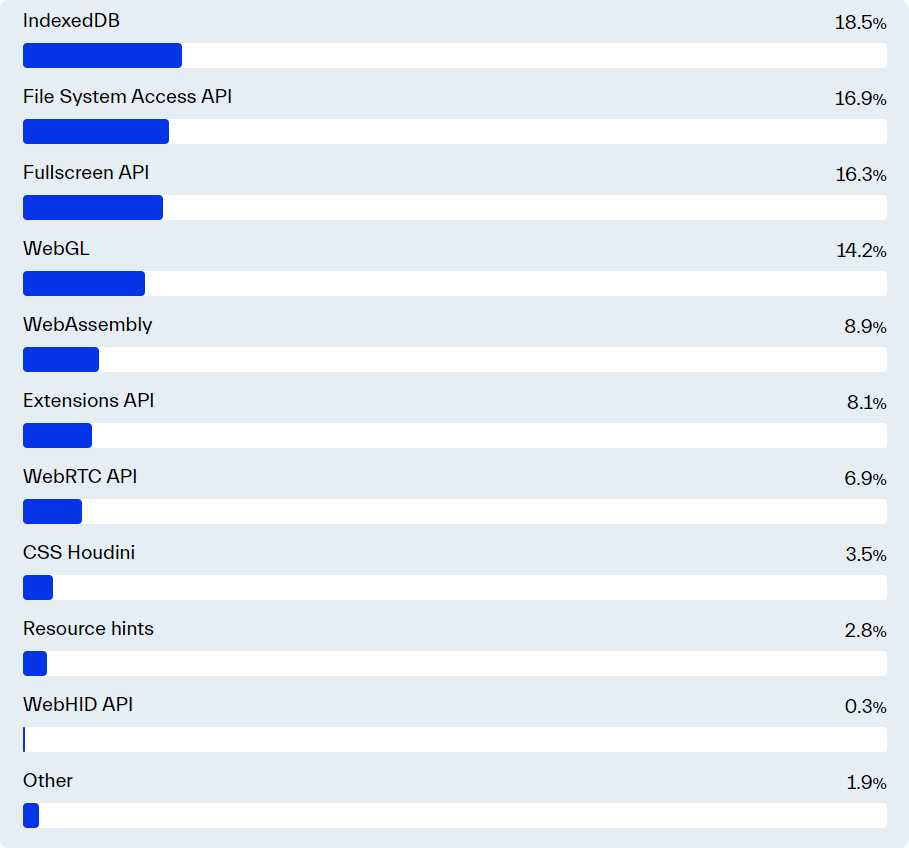 IndexedDB 18.5%
File System Access API 16.9%
Fullscreen API 16.3%
WebGL 14.2%
WebAssembly 8.9%
Extensions API 8.1%
WebRTC API 6.9%
CSS Houdini 3.5%
Resource hints 2.8%
WebHID API 0.3%
Other 1.9%